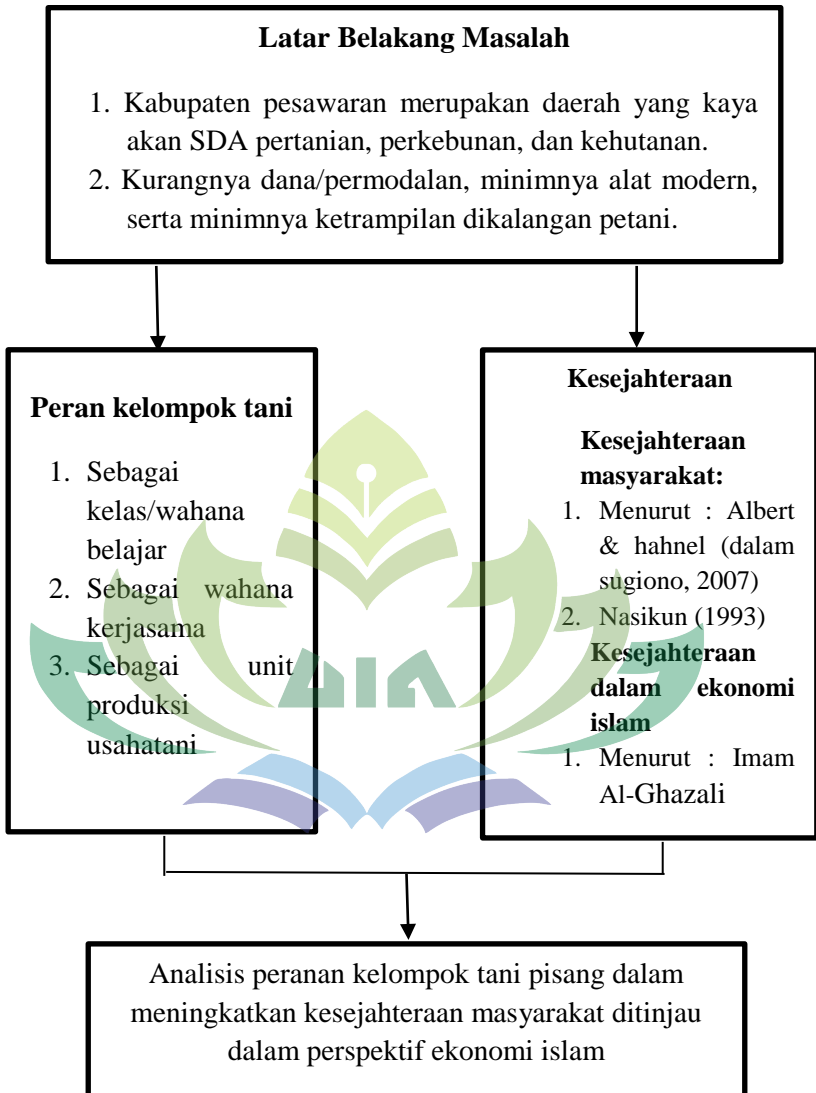 Latar Belakang Masalah
1. Kabupaten pesawaran merupakan daerah yang kaya
akan SDA pertanian, perkebunan, dan kehutanan.
2. Kurangnya dana/permodalan, minimnya alat modern,
serta minimnya ketrampilan dikalangan petani.
Peran kelompok tani
1. Sebagai
kelas/wahana
belajar
2. Sebagai wahana
kerjasama
3. Sebagai unit
produksi
usahatani
Kesejahteraan
Kesejahteraan
masyarakat:
1. Menurut : Albert
& hahnel (dalam
sugiono, 2007)
2. Nasikun (1993)
Kesejahteraan
dalam ekonomi
islam
1. Menurut : Imam
Al-Ghazali
UIN
Analisis peranan kelompok tani pisang dalam
meningkatkan kesejahteraan masyarakat ditinjau
dalam perspektif ekonomi islam